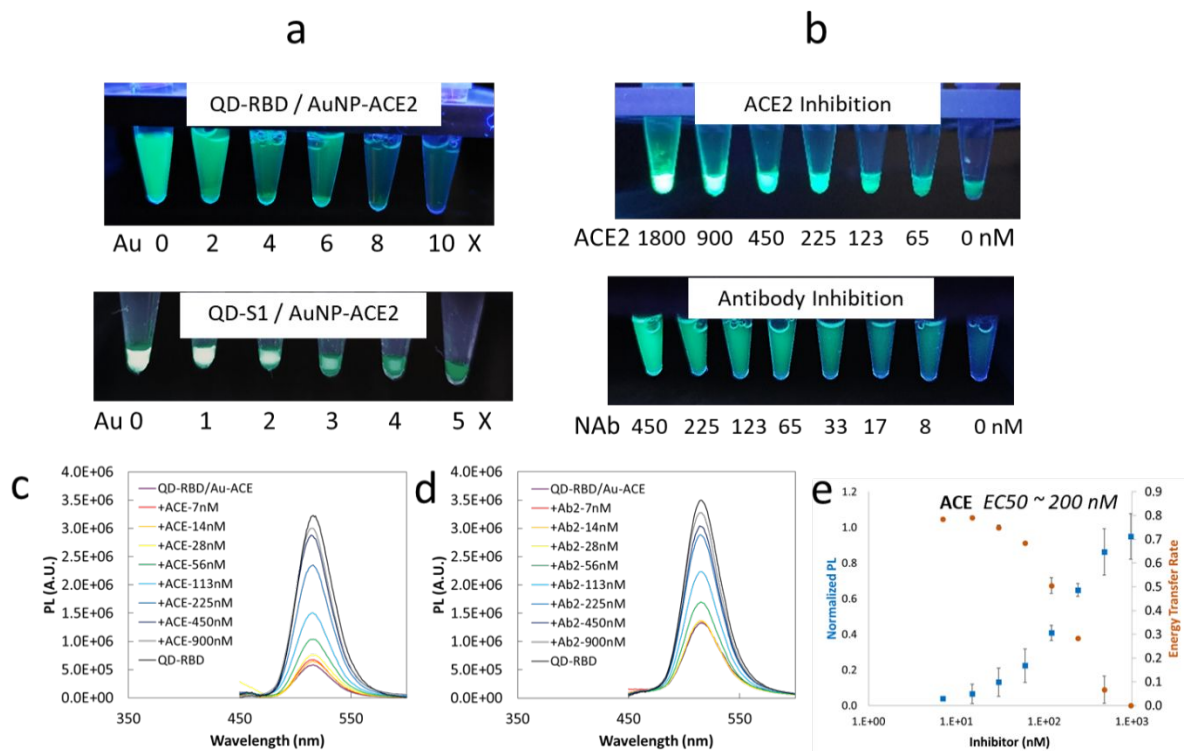 a
b
QD-RBD / AuNP-ACE2
ACE2 Inhibition
Au 0 2 4 6 8 10 X
ACE2 1800 900 450 225 123 65 0 nM
QD-S1 / AuNP-ACE2
Antibody Inhibition
Au 0 1 2 3 4 5 X
NAb 450 225 123 65 33 17 8 0 nM
c
4.0E+06
3.5E+06
3.0E+06
2.5E+06
2.0E+06
1.5E+06
1.0E+06
5.0E+05
0.0E+00
PL (A.U.)
QD-RBD/Au-ACE
+ACE-7nM
+ACE-14nM
+ACE-28nM
+ACE-56nM
+ACE-113nM
+ACE-225nM
+ACE-450nM
+ACE-900nM
QD-RBD
350 450 550
Wavelength (nm)
d
4.0E+06
3.5E+06
3.0E+06
2.5E+06
2.0E+06
1.5E+06
1.0E+06
5.0E+05
0.0E+00
PL (A.U.)
QD-RBD/Au-ACE
+Ab2-7nM
+Ab2-14nM
+Ab2-28nM
+Ab2-56nM
+Ab2-113nM
+Ab2-225nM
+Ab2-450nM
+Ab2-900nM
QD-RBD
350 450 550
Wavelength (nm)
e
ACE EC50 ~ 200 nM
1.2
1.0
0.8
0.6
0.4
0.2
0.0
Normalized PL
0.9
0.8
0.7
0.6
0.5
0.4
0.3
0.2
0.1
0.0
Energy Transfer Rate
1.E+00 1.E+01 1.E+02 1.E+03
Inhibitor (nM)